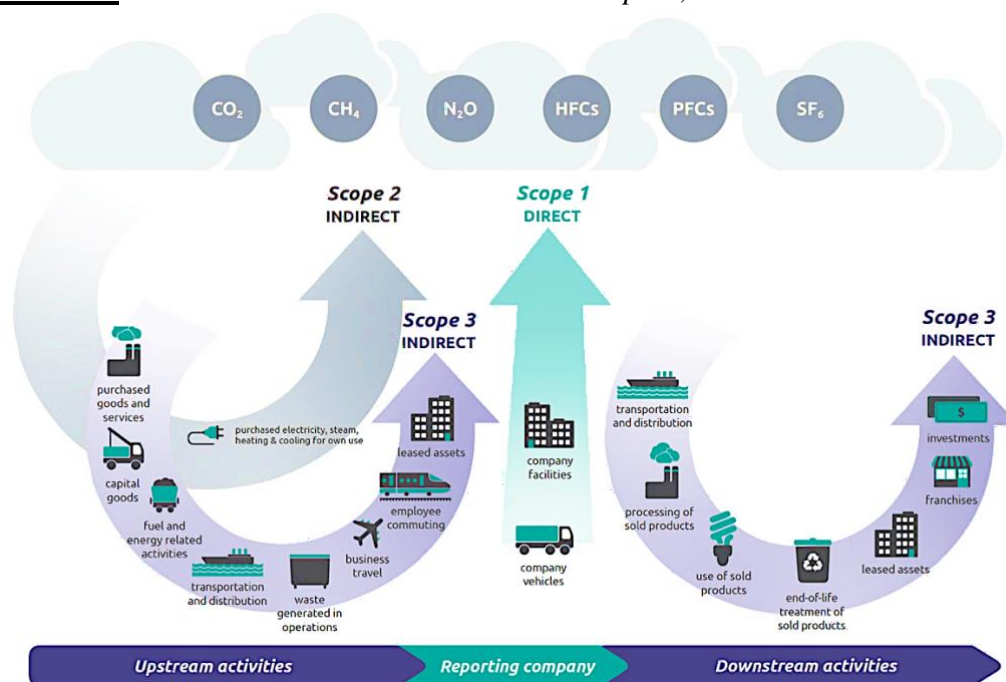 CO₂
CH₄
N₂O
HFCs
PFCs
SF₆
Scope 2
INDIRECT
Scope 1
DIRECT
Scope 3
INDIRECT
Scope 3
INDIRECT
purchased
goods and
services
capital
goods
fuel and
energy related
activities
transportation
and distribution
waste
generated in
operations
business
travel
employee
commuting
leased assets
purchased electricity, steam,
heating & cooling for own use
company
facilities
company
vehicles
transportation
and distribution
processing of
sold products
use of sold
products
end-of-life
treatment of
sold products
leased assets
franchises
$
investments
Upstream activities
Reporting company
Downstream activities